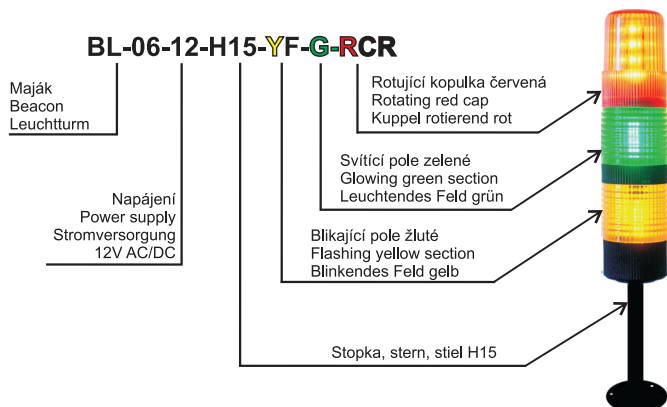 BL-06-12-H15-YF-G-RCR
Maják
Beacon
Leuchtturm
Rotující kopulka červená
Rotating red cap
Kuppel rotierend rot
Svítící pole zelené
Glowing green section
Leuchtendes Feld grün
Napájení
Power supply
Stromversorgung
12V AC/DC
Blikající pole žluté
Flashing yellow section
Blinkendes Feld gelb
Stopka, stern, stiel H15